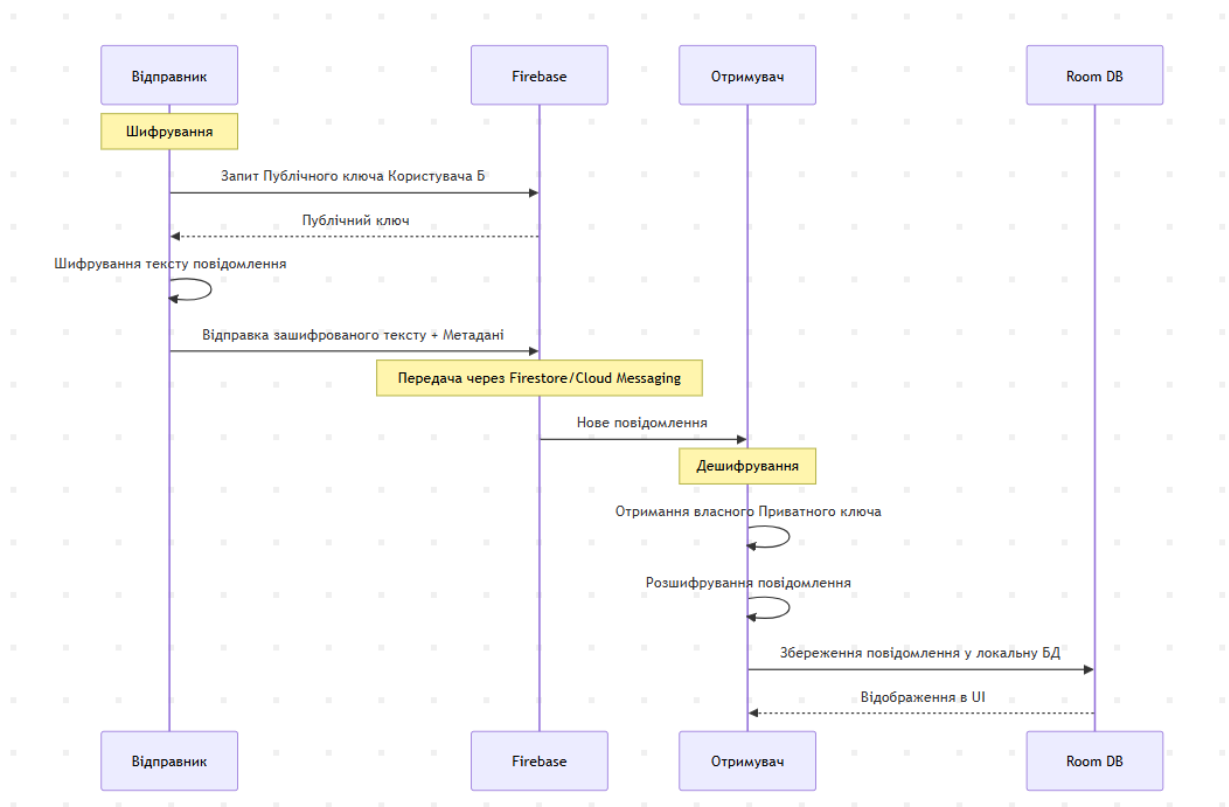 Відправник
Firebase
Отримувач
Room DB
Шифрування
Запит Публічного ключа Користувача Б
Публічний ключ
Шифрування тексту повідомлення
Відправка зашифрованого тексту + Метадані
Передача через Firestore/Cloud Messaging
Нове повідомлення
Дешифрування
Отримання власного Приватного ключа
Розшифрування повідомлення
Збереження повідомлення у локальну БД
Відображення в UI
Відправник
Firebase
Отримувач
Room DB